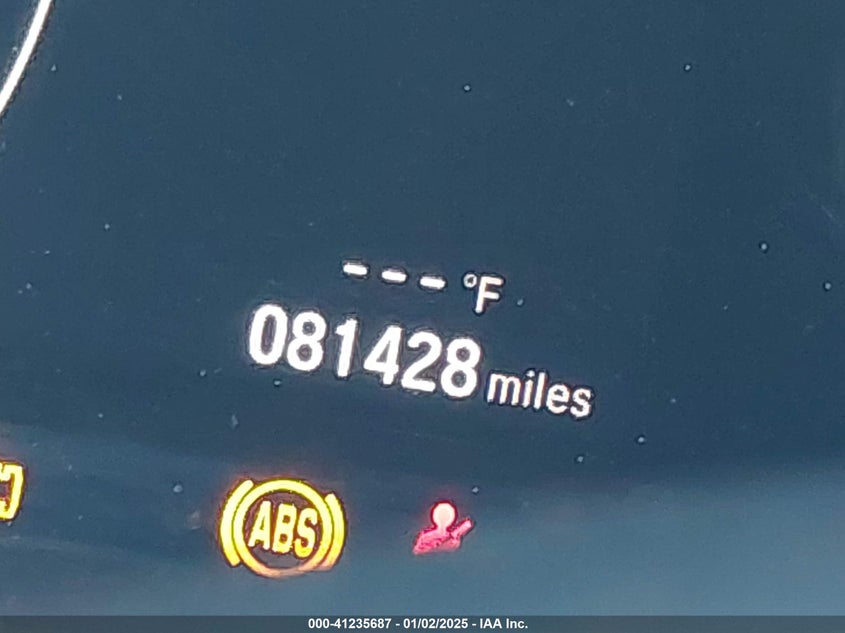 --- °F
081428 miles
ABS
000-41235687 - 01/02/2025 - IAA Inc.